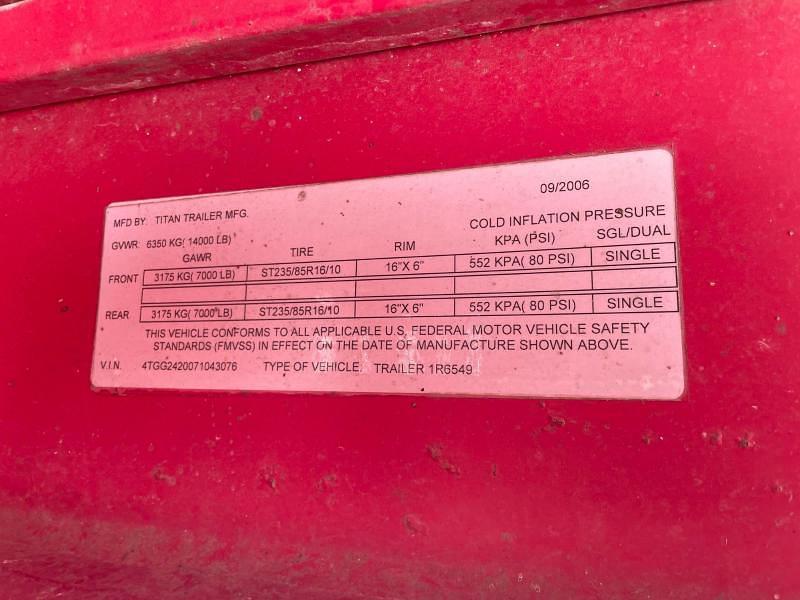 09/2006
MFD BY: TITAN TRAILER MFG.
COLD INFLATION PRESSURE
GVWR: 6350 KG( 14000 LB)
GAWR TIRE RIM KPA (PSI) SGL/DUAL
FRONT 3175 KG( 7000 LB) ST235/85R16/10 16"X 6" 552 KPA( 80 PSI) SINGLE
REAR 3175 KG( 7000 LB) ST235/85R16/10 16"X 6" 552 KPA( 80 PSI) SINGLE
THIS VEHICLE CONFORMS TO ALL APPLICABLE U.S. FEDERAL MOTOR VEHICLE SAFETY
STANDARDS (FMVSS) IN EFFECT ON THE DATE OF MANUFACTURE SHOWN ABOVE.
V.I.N. 4TGG2420071043076 TYPE OF VEHICLE: TRAILER 1R6549